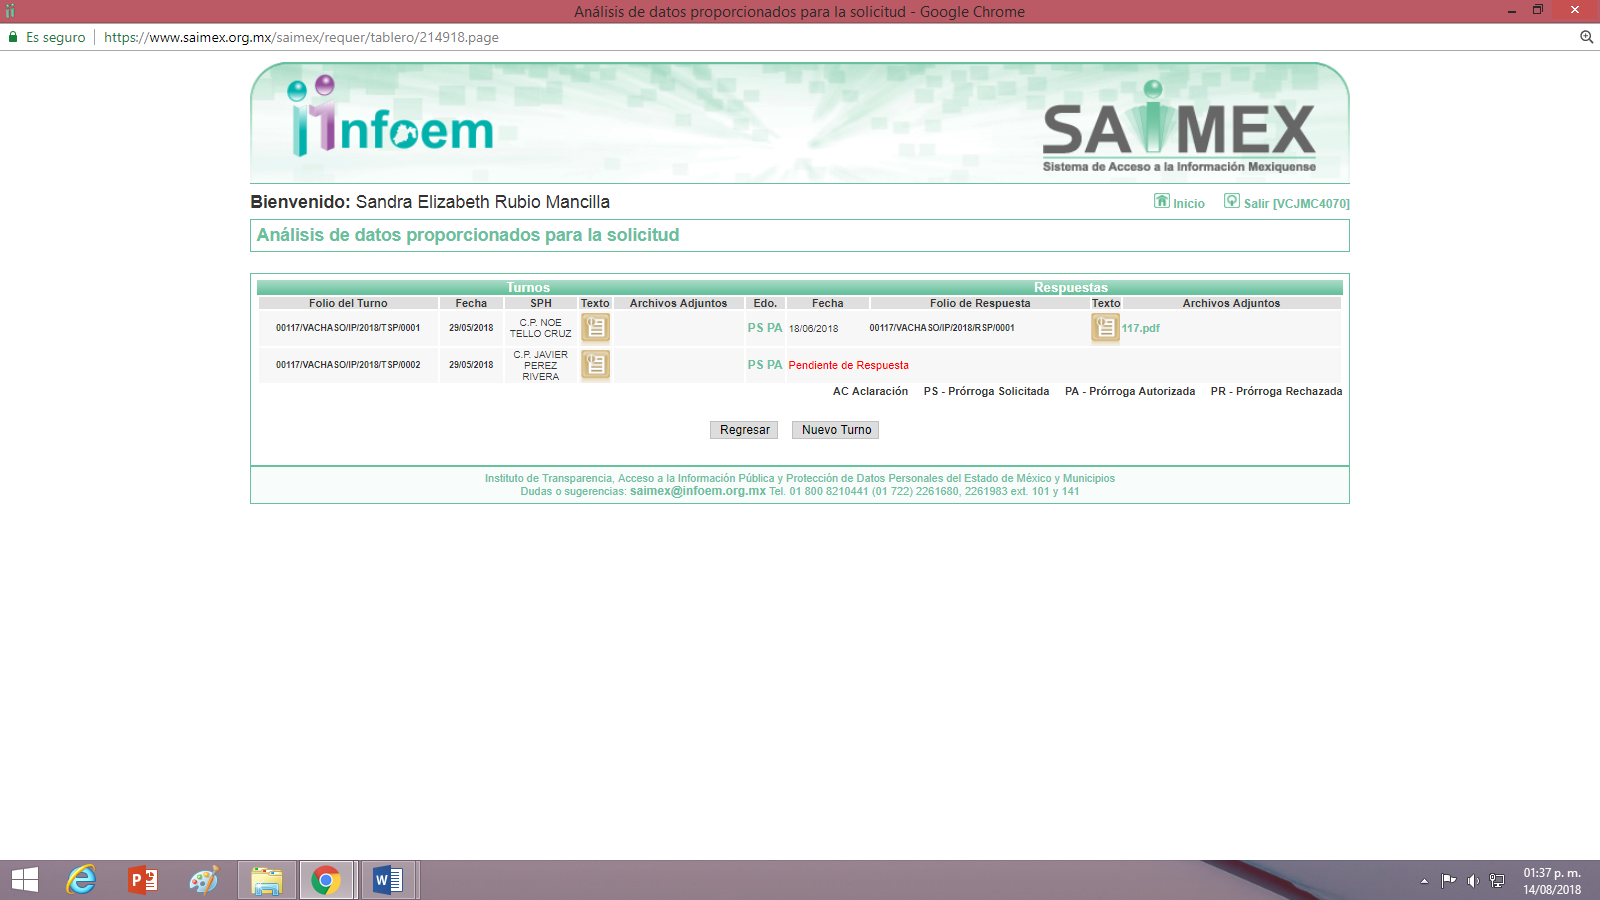 Análisis de datos proporcionados para la solicitud - Google Chrome
Es seguro | https://www.saimex.org.mx/saimex/requer/tablero/214918.page
infoem
SAIMEX
Sistema de Acceso a la Información Mexiquense
Bienvenido: Sandra Elizabeth Rubio Mancilla
Inicio Salir [VCJMC4070]
Análisis de datos proporcionados para la solicitud
Turnos Respuestas
Folio del Turno Fecha SPH Texto Archivos Adjuntos Edo. Fecha Folio de Respuesta Texto Archivos Adjuntos
00117/VACHASO/IP/2018/TSP/0001 29/05/2018 C.P. NOE TELLO CRUZ PS PA 18/06/2018 00117/VACHASO/IP/2018/RSP/0001 117.pdf
00117/VACHASO/IP/2018/TSP/0002 29/05/2018 C.P. JAVIER PEREZ RIVERA PS PA Pendiente de Respuesta
AC Aclaración PS - Prórroga Solicitada PA - Prórroga Autorizada PR - Prórroga Rechazada
Regresar Nuevo Turno
Instituto de Transparencia, Acceso a la Información Pública y Protección de Datos Personales del Estado de México y Municipios
Dudas o sugerencias: saimex@infoem.org.mx Tel. 01 800 8210441 (01 722) 2261680, 2261983 ext. 101 y 141
01:37 p. m.
14/08/2018